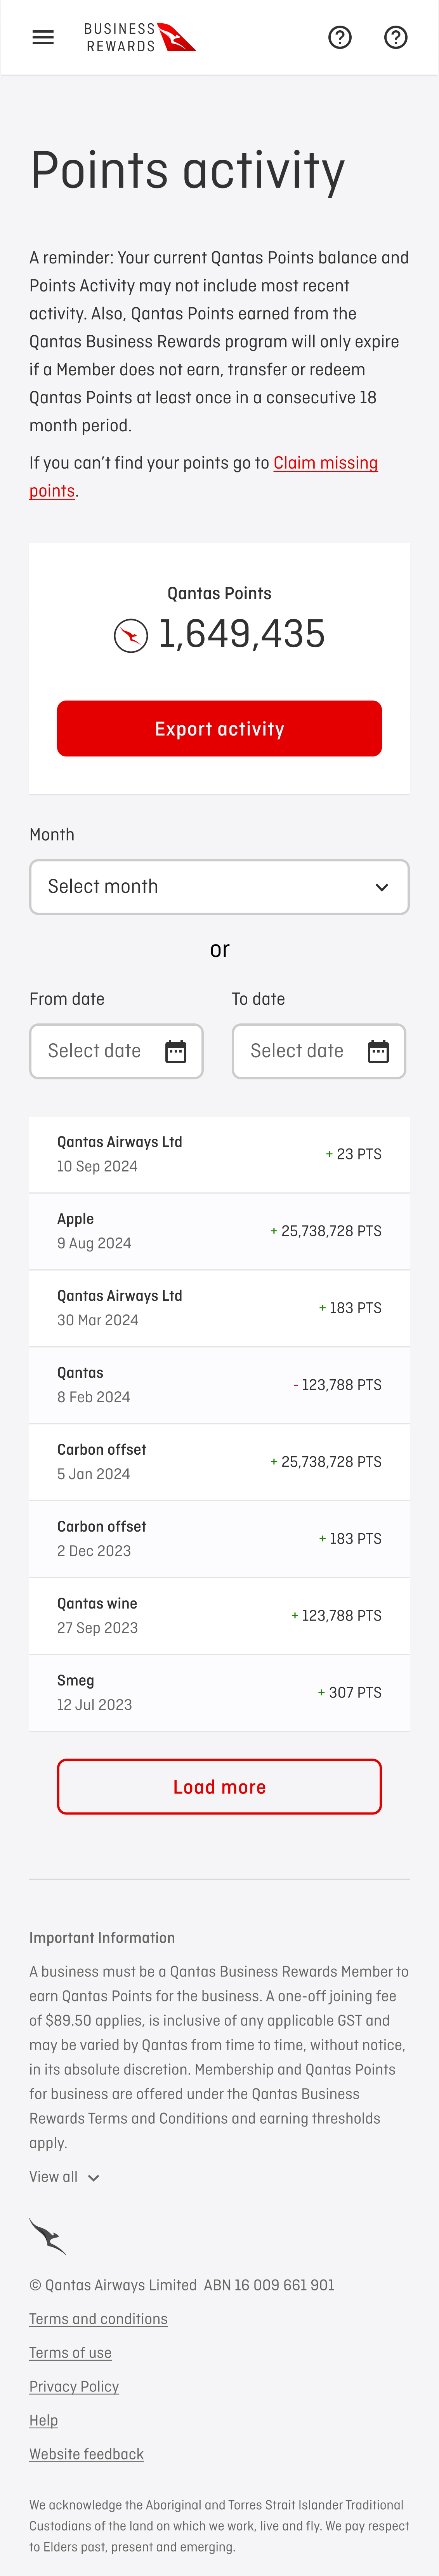 BUSINESS
REWARDS
Points activity
A reminder: Your current Qantas Points balance and
Points Activity may not include most recent
activity. Also, Qantas Points earned from the
Qantas Business Rewards program will only expire
if a Member does not earn, transfer or redeem
Qantas Points at least once in a consecutive 18
month period.
If you can’t find your points go to Claim missing
points.
Qantas Points
1,649,435
Export activity
Month
Select month
or
From date
To date
Select date
Select date
Qantas Airways Ltd
10 Sep 2024
+ 23 PTS
Apple
9 Aug 2024
+ 25,738,728 PTS
Qantas Airways Ltd
30 Mar 2024
+ 183 PTS
Qantas
8 Feb 2024
- 123,788 PTS
Carbon offset
5 Jan 2024
+ 25,738,728 PTS
Carbon offset
2 Dec 2023
+ 183 PTS
Qantas wine
27 Sep 2023
+ 123,788 PTS
Smeg
12 Jul 2023
+ 307 PTS
Load more
Important Information
A business must be a Qantas Business Rewards Member to
earn Qantas Points for the business. A one-off joining fee
of $89.50 applies, is inclusive of any applicable GST and
may be varied by Qantas from time to time, without notice,
in its absolute discretion. Membership and Qantas Points
for business are offered under the Qantas Business
Rewards Terms and Conditions and earning thresholds
apply.
View all
© Qantas Airways Limited ABN 16 009 661 901
Terms and conditions
Terms of use
Privacy Policy
Help
Website feedback
We acknowledge the Aboriginal and Torres Strait Islander Traditional
Custodians of the land on which we work, live and fly. We pay respect
to Elders past, present and emerging.